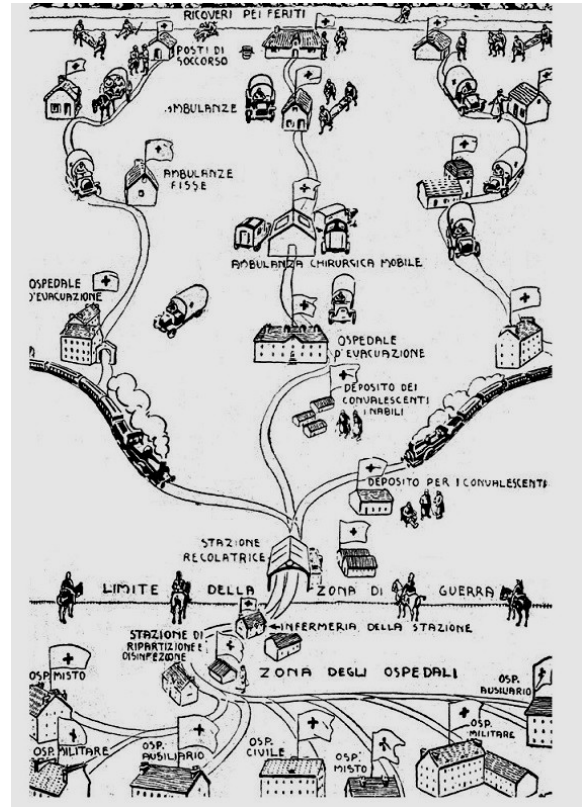 RICOVERI PEI FERITI
POSTI DI
SOCCORSO
AMBULANZE
AMBULANZE
FISSE
AMBULANZA CHIRURGICA MOBILE
OSPEDALE
D'EVACUAZIONE
OSPEDALE
D'EVACUAZIONE
DEPOSITO DEI
CONVALESCENTI
INABILI
DEPOSITO PER I CONVALESCENTI
STAZIONE
RECOLATRICE
LIMITE DELLA ZONA DI GUERRA
INFERMERIA DELLA STAZIONE
STAZIONE DI
RIPARTIZIONE E
DISINFEZIONE
ZONA DEGLI OSPEDALI
OSP. MISTO
OSP.
AUSILIARIO
OSP. MILITARE
OSP.
AUSILIARIO
OSP.
CIVILE
OSP.
MISTO
OSP.
MILITARE